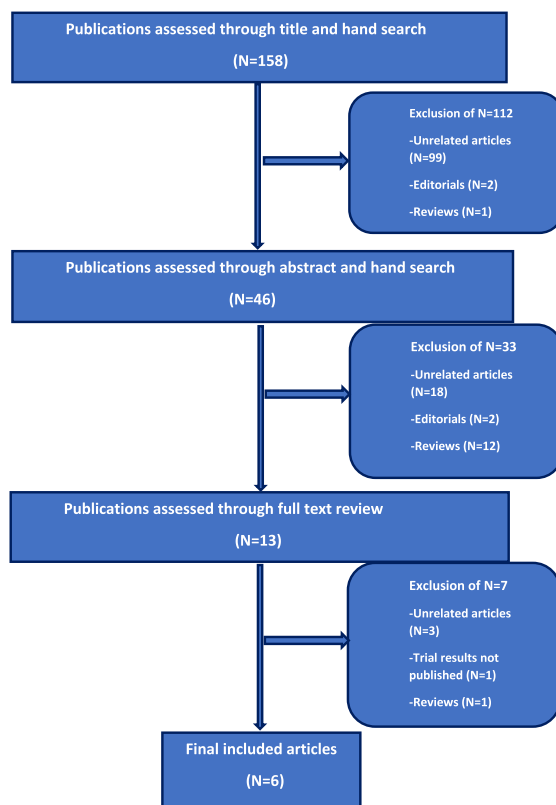 Publications assessed through title and hand search
(N=158)
Exclusion of N=112
-Unrelated articles
(N=99)
-Editorials (N=2)
-Reviews (N=1)
Publications assessed through abstract and hand search
(N=46)
Exclusion of N=33
-Unrelated articles
(N=18)
-Editorials (N=2)
-Reviews (N=12)
Publications assessed through full text review
(N=13)
Exclusion of N=7
-Unrelated articles
(N=3)
-Trial results not
published (N=1)
-Reviews (N=1)
Final included articles
(N=6)